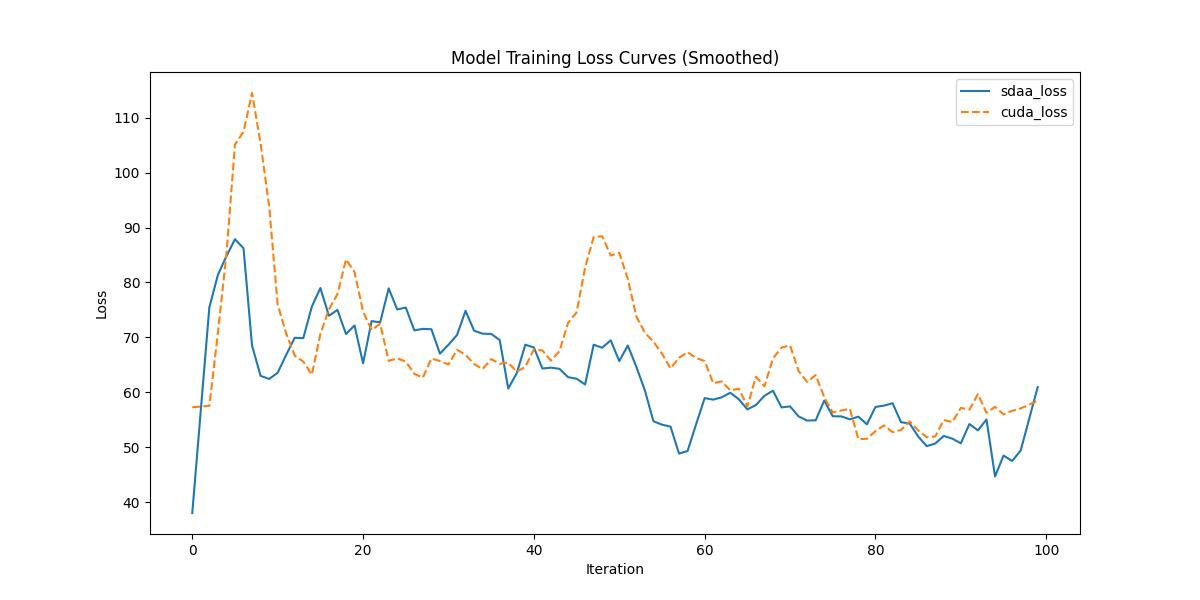 Model Training Loss Curves (Smoothed)
sdaa_loss
cuda_loss
110
100
90
80
70
60
50
40
Loss
0 20 40 60 80 100
Iteration